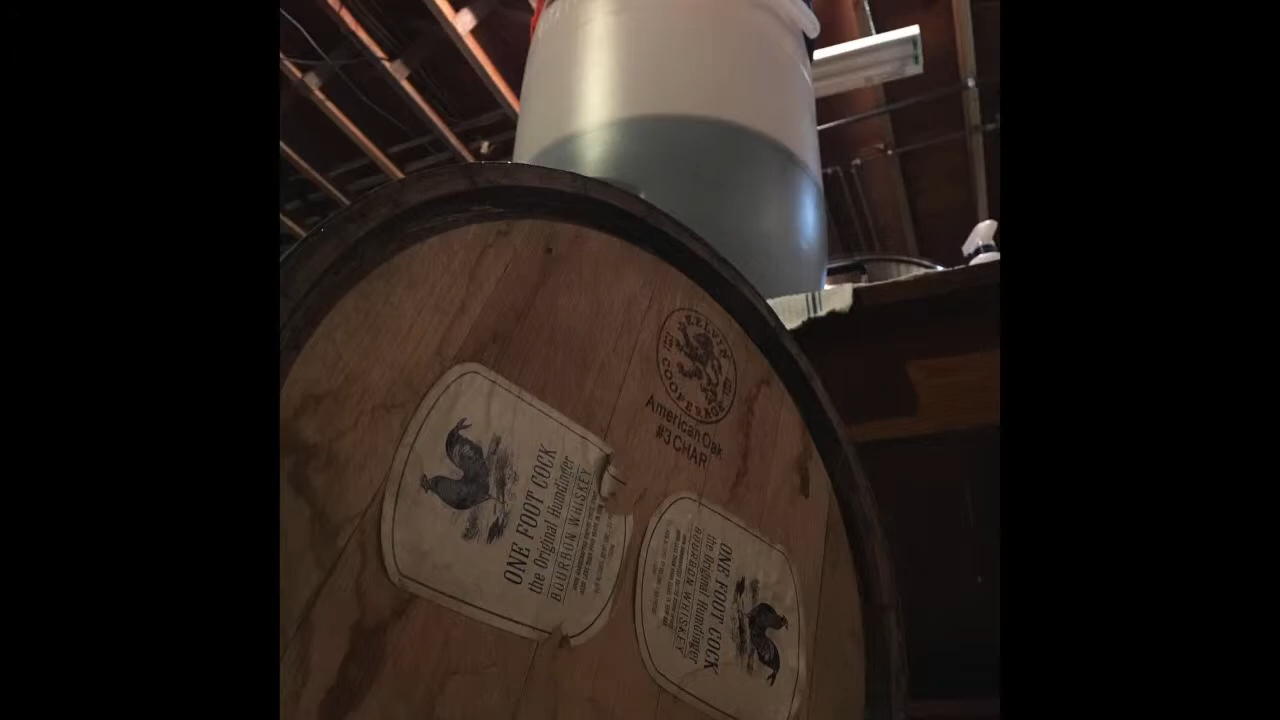 KELVIN
COOPERAGE
American Oak
#3 CHAR
ONE FOOT COCK
the Original Humdinger
BOURBON WHISKEY
ONE FOOT COCK
the Original Humdinger
BOURBON WHISKEY